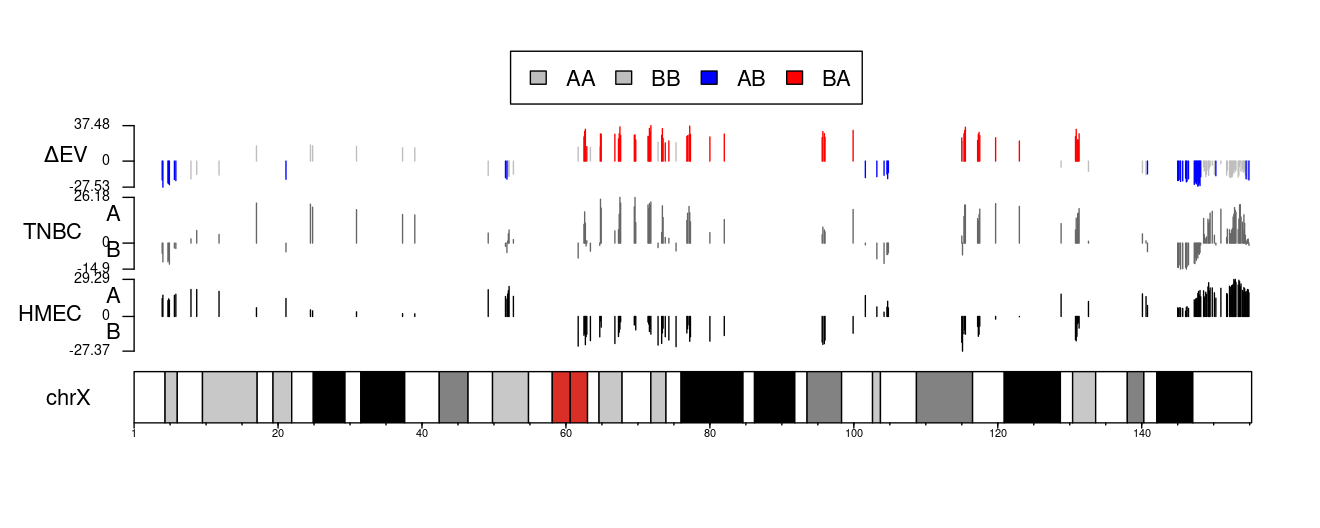 AA BB AB BA
37.48
ΔEV 0
-27.53
26.18
A
TNBC 0
B
-14.9
29.29
A
HMEC 0
B
-27.37
chrX
1 20 40 60 80 100 120 140